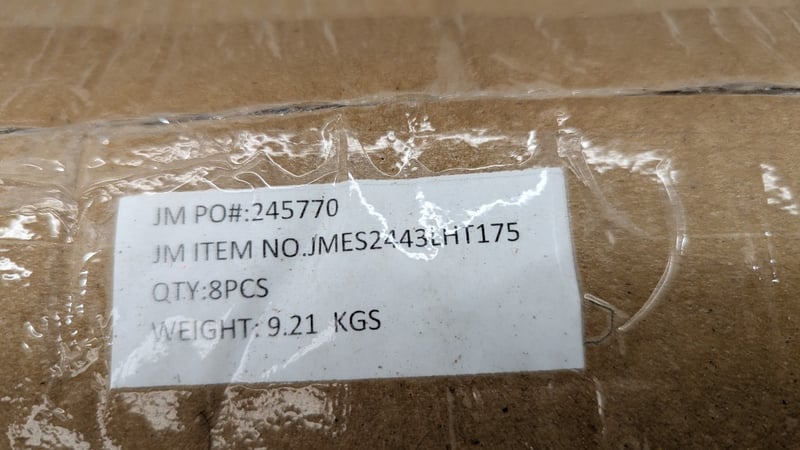 JM PO#:245770
JM ITEM NO.JMES2443LHT175
QTY:8PCS
WEIGHT: 9.21 KGS